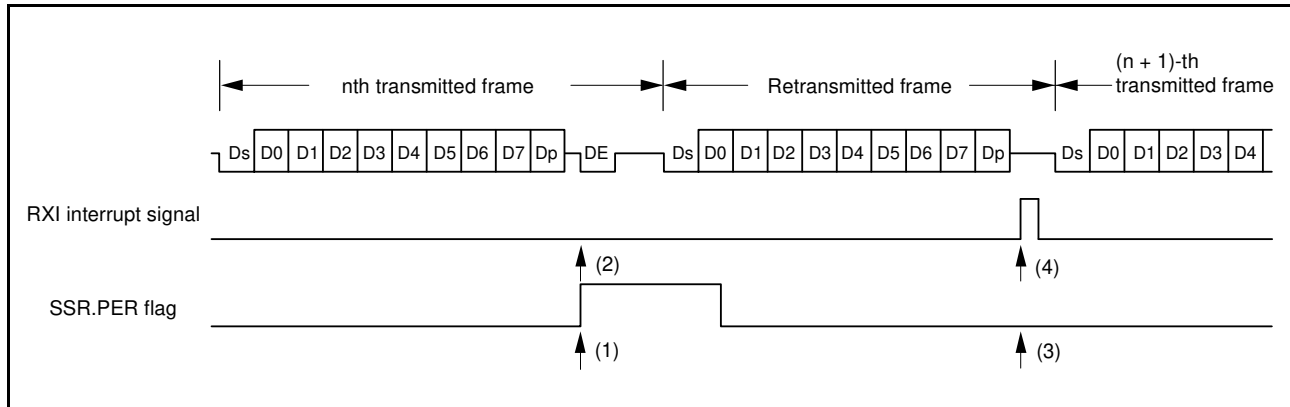 (n + 1)-th
nth transmitted frame Retransmitted frame transmitted frame
Ds D0 D1 D2 D3 D4 D5 D6 D7 Dp DE Ds D0 D1 D2 D3 D4 D5 D6 D7 Dp Ds D0 D1 D2 D3 D4
RXI interrupt signal
(2) (4)
SSR.PER flag
(1) (3)